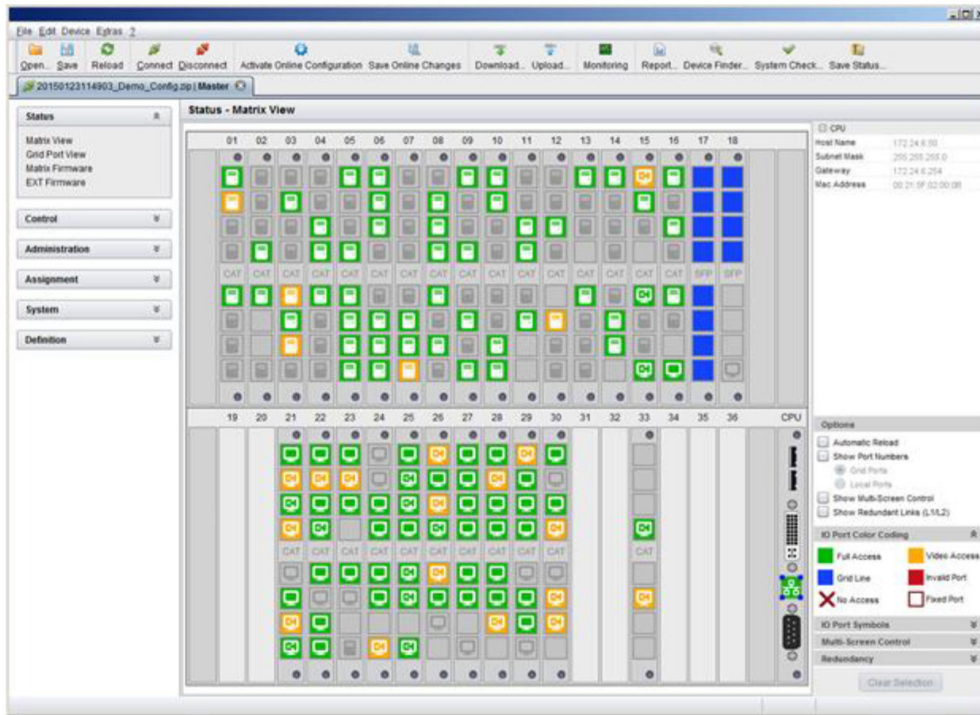 File Edit Device Extras ?
Open... Save Reload Connect Disconnect Activate Online Configuration Save Online Changes Download... Upload... Monitoring Report... Device Finder... System Check... Save Status...
20150123114903_Demo_Config.zip | Master
Status
Matrix View
Grid Port View
Matrix Firmware
EXT Firmware
Control
Administration
Assignment
System
Definition
Status - Matrix View
01 02 03 04 05 06 07 08 09 10 11 12 13 14 15 16 17 18
CAT CAT CAT CAT CAT CAT CAT CAT CAT CAT CAT CAT CAT CAT CAT CAT SFP SFP
19 20 21 22 23 24 25 26 27 28 29 30 31 32 33 34 35 36 CPU
CAT CAT CAT CAT CAT CAT CAT CAT CAT CAT CAT
CPU
Host Name
Subnet Mask 255.255.255.0
Gateway 172.24.6.254
Mac Address
Options
Automatic Reload
Show Port Numbers
Grid Ports
Local Ports
Show Multi-Screen Control
Show Redundant Links (L1/L2)
IO Port Color Coding
Full Access Video Access
Grid Line Invalid Port
No Access Fixed Port
IO Port Symbols
Multi-Screen Control
Redundancy
Clear Selection